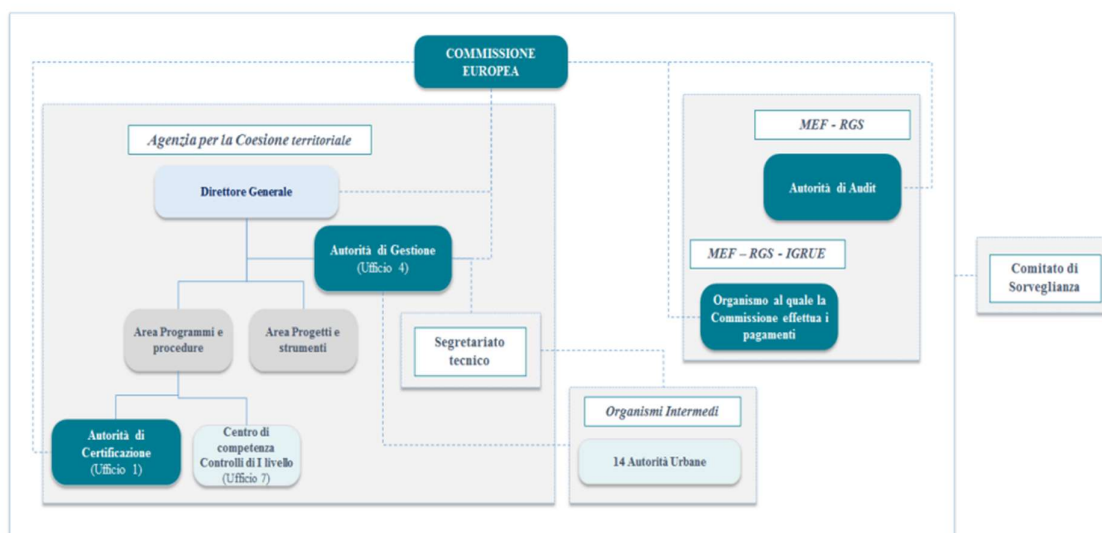 COMMISSIONE
EUROPEA
Agenzia per la Coesione territoriale
Direttore Generale
Autorità di Gestione
(Ufficio 4)
Area Programmi e
procedure
Area Progetti e
strumenti
Autorità di
Certificazione
(Ufficio 1)
Centro di
competenza
Controlli di I livello
(Ufficio 7)
Segretariato
tecnico
Organismi Intermedi
14 Autorità Urbane
MEF - RGS
Autorità di Audit
MEF – RGS - IGRUE
Organismo al quale la
Commissione effettua i
pagamenti
Comitato di
Sorveglianza